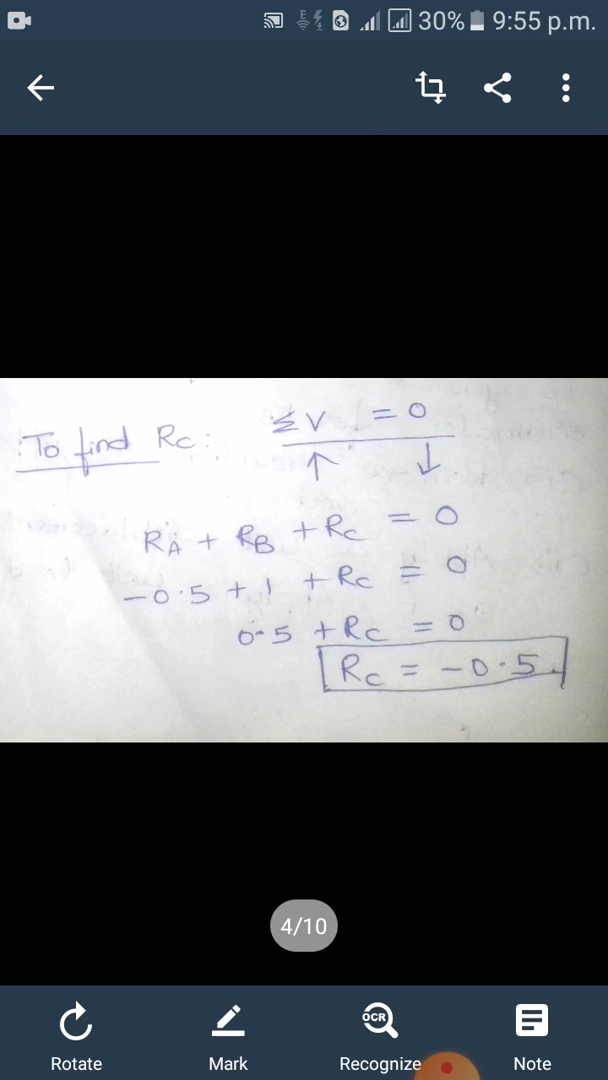 30% 9:55 p.m.
To find Rc: ΣV = 0
↑ ↓
RA + RB + Rc = 0
-0.5 + 1 + Rc = 0
0.5 + Rc = 0
Rc = -0.5
4/10
OCR
Rotate Mark Recognize Note